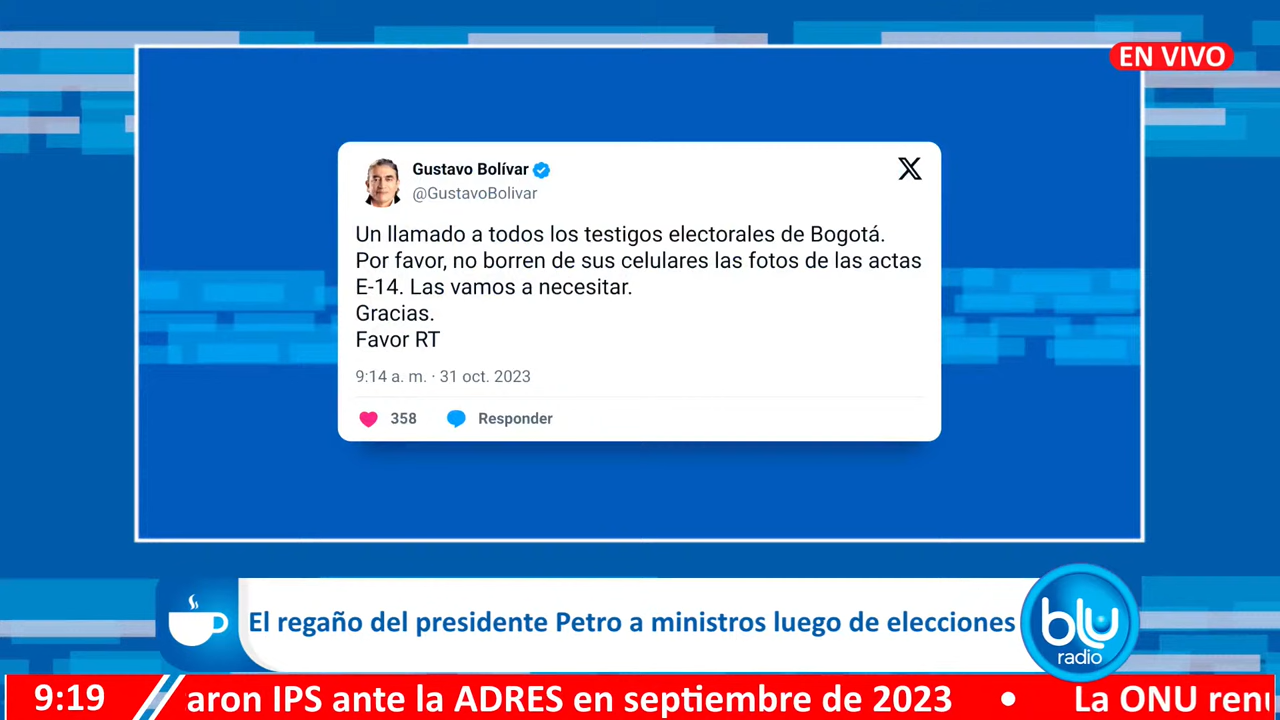 EN VIVO
Gustavo Bolívar
@GustavoBolivar
Un llamado a todos los testigos electorales de Bogotá.
Por favor, no borren de sus celulares las fotos de las actas
E-14. Las vamos a necesitar.
Gracias.
Favor RT
9:14 a. m. · 31 oct. 2023
358 Responder
El regaño del presidente Petro a ministros luego de elecciones
blu
radio
9:19 IPS ante la ADRES en septiembre de 2023 • La ONU